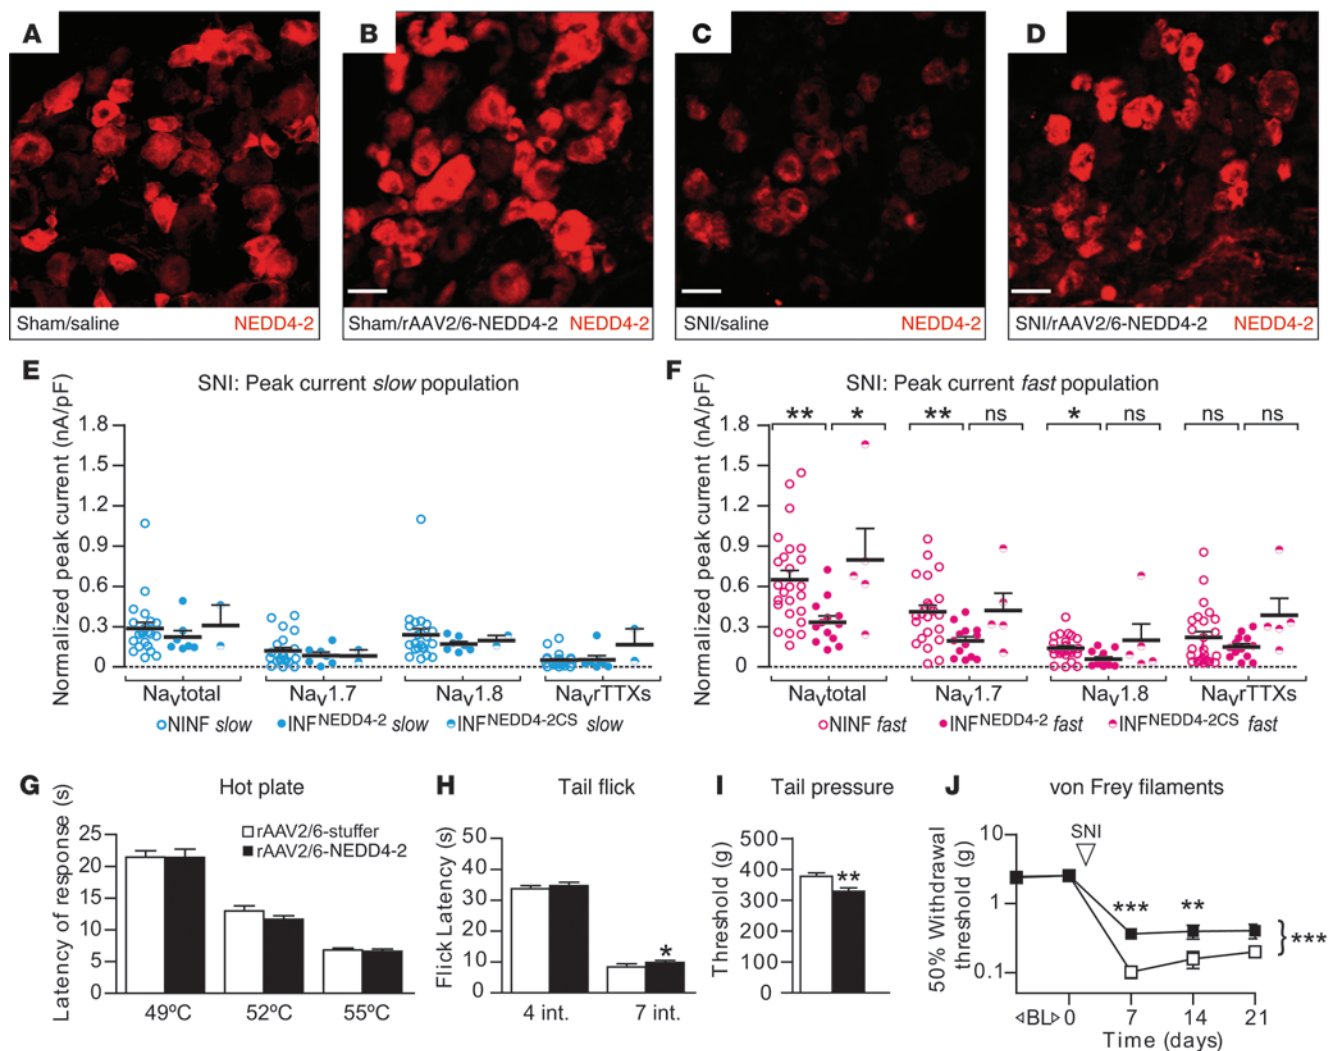 A B C D
Sham/saline NEDD4-2 Sham/rAAV2/6-NEDD4-2 NEDD4-2 SNI/saline NEDD4-2 SNI/rAAV2/6-NEDD4-2 NEDD4-2
E SNI: Peak current slow population
Normalized peak current (nA/pF)
1.8
1.5
1.2
0.9
0.6
0.3
0
Navtotal Nav1.7 Nav1.8 NavrTTXs
NINF slow INFNEDD4-2 slow INFNEDD4-2CS slow
F SNI: Peak current fast population
Normalized peak current (nA/pF)
** * ** ns * ns ns ns
1.8
1.5
1.2
0.9
0.6
0.3
0
Navtotal Nav1.7 Nav1.8 NavrTTXs
NINF fast INFNEDD4-2 fast INFNEDD4-2CS fast
G Hot plate
Latency of response (s)
rAAV2/6-stuffer
rAAV2/6-NEDD4-2
25
20
15
10
5
0
49ºC 52ºC 55ºC
H Tail flick
Flick Latency (s)
50
40
30
20
10
0
*
4 int. 7 int.
I Tail pressure
Threshold (g)
500
400
300
200
100
0
**
J von Frey filaments
50% Withdrawal
threshold (g)
SNI
10
1
0.1
*** ** ***
◁BL▷ 0 7 14 21
Time (days)